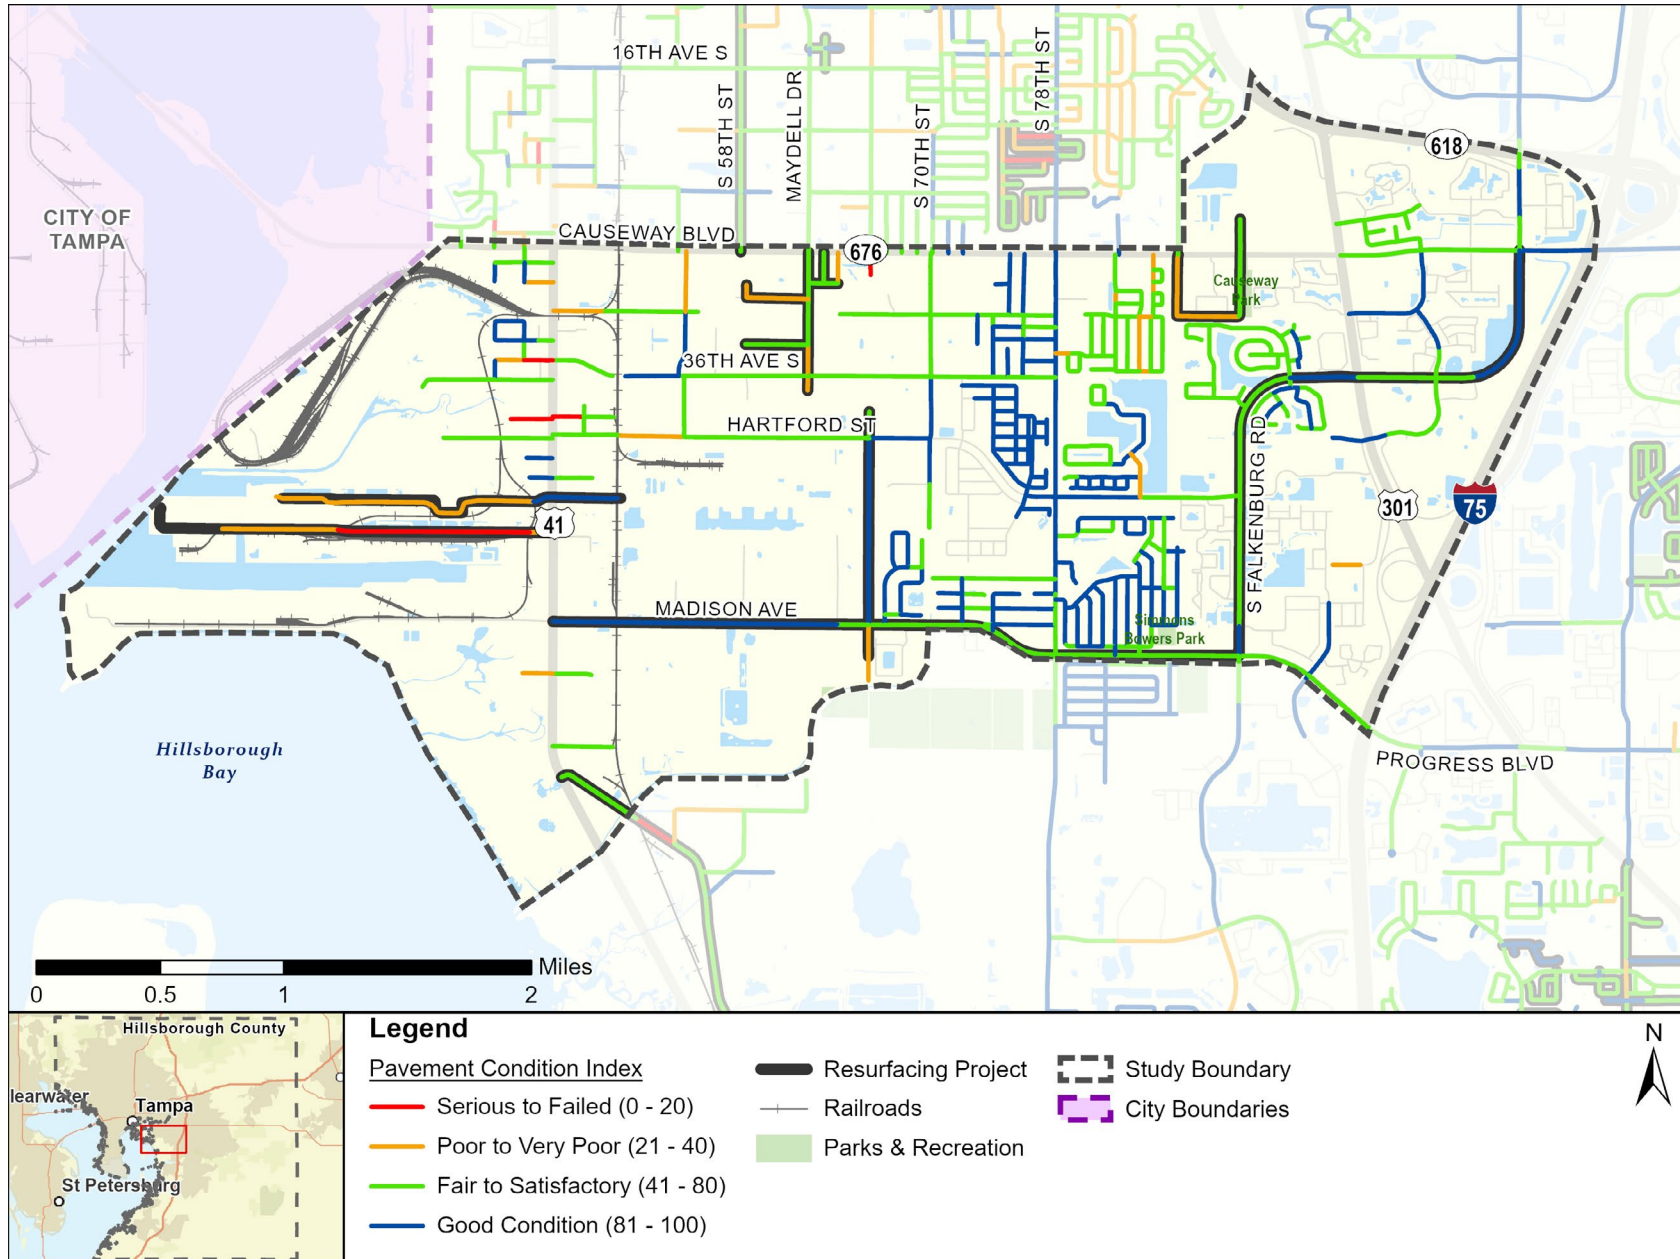 16TH AVE S
S 58TH ST
MAYDELL DR
S 70TH ST
S 78TH ST
618
CITY OF
TAMPA
CAUSEWAY BLVD
676
Causeway
Park
36TH AVE S
HARTFORD ST
S FALKENBURG RD
41
301
75
MADISON AVE
Simmons
Bowers Park
Hillsborough
Bay
PROGRESS BLVD
Miles
0 0.5 1 2
Hillsborough County
learwater
Tampa
St Petersburg
Legend
Pavement Condition Index
Serious to Failed (0 - 20)
Poor to Very Poor (21 - 40)
Fair to Satisfactory (41 - 80)
Good Condition (81 - 100)
Resurfacing Project
Railroads
Parks & Recreation
Study Boundary
City Boundaries
N